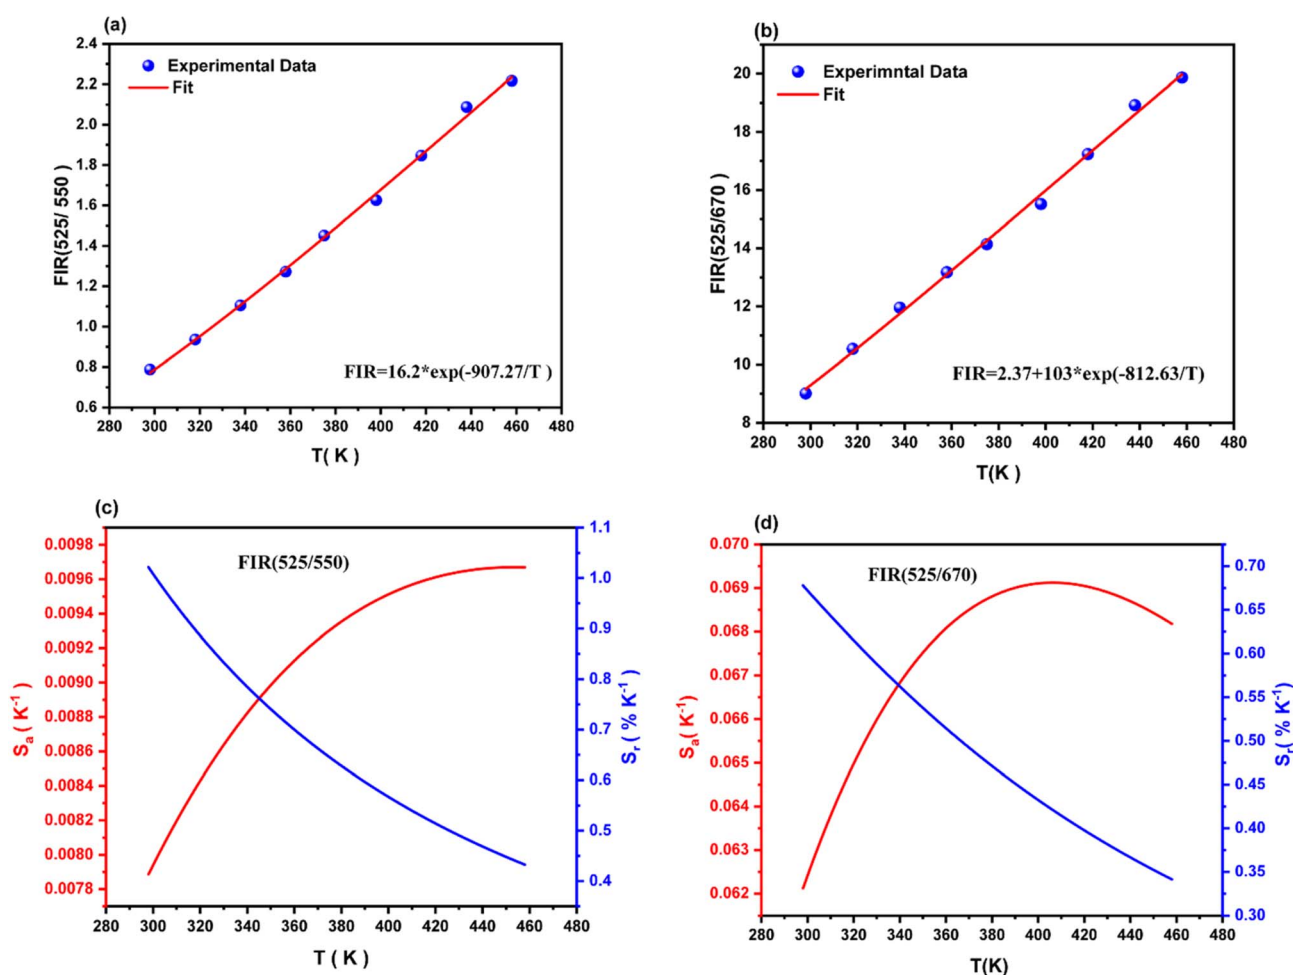 (a)
2.4
2.2
2.0
1.8
1.6
1.4
1.2
1.0
0.8
0.6
FIR(525/ 550 )
Experimental Data
Fit
FIR=16.2*exp(-907.27/T )
280 300 320 340 360 380 400 420 440 460 480
T( K )
(b)
20
18
16
14
12
10
8
FIR(525/670 )
Experimntal Data
Fit
FIR=2.37+103*exp(-812.63/T)
280 300 320 340 360 380 400 420 440 460 480
T(K)
(c)
0.0098
0.0096
0.0094
0.0092
0.0090
0.0088
0.0086
0.0084
0.0082
0.0080
0.0078
Sa ( K-1 )
FIR(525/550)
1.1
1.0
0.9
0.8
0.7
0.6
0.5
0.4
Sr ( % K-1 )
280 300 320 340 360 380 400 420 440 460 480
T ( K )
(d)
0.070
0.069
0.068
0.067
0.066
0.065
0.064
0.063
0.062
Sa( K-1)
FIR(525/670)
0.70
0.65
0.60
0.55
0.50
0.45
0.40
0.35
0.30
Sr( % K-1)
280 300 320 340 360 380 400 420 440 460 480
T(K)